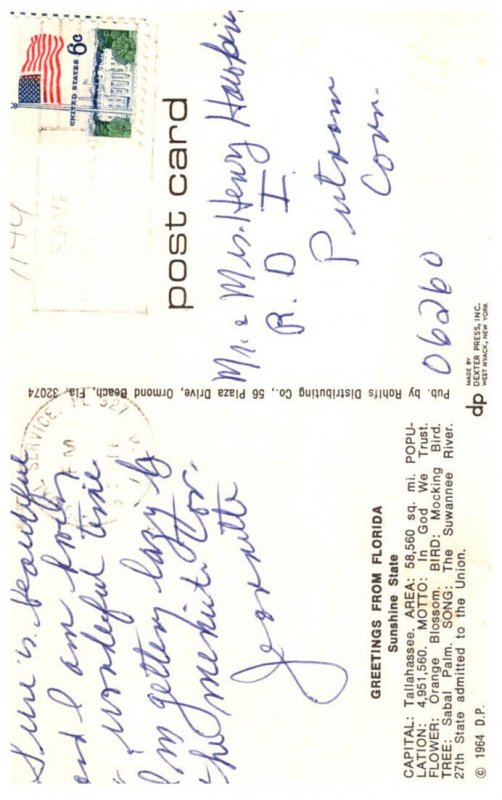 UNITED STATES 6c
post card
Mr. & Mrs. Henry
R. D I
Putnam
Conn.
06260
Pub. by Rohlfs Distributing Co., 56 Plaza Drive, Ormond Beach, Fla. 32074
dp
MADE BY
DEXTER PRESS, INC.
WEST NYACK, NEW YORK
is beautiful
and I am having
a wonderful time
I'm getting lazy by
the minute
GREETINGS FROM FLORIDA
Sunshine State
CAPITAL: Tallahassee. AREA: 58,560 sq. mi. POPU-
LATION: 4,951,560. MOTTO: In God We Trust.
FLOWER: Orange Blossom. BIRD: Mocking Bird.
TREE: Sabal Palm. SONG: The Suwannee River.
27th State admitted to the Union.
© 1964 D.P.